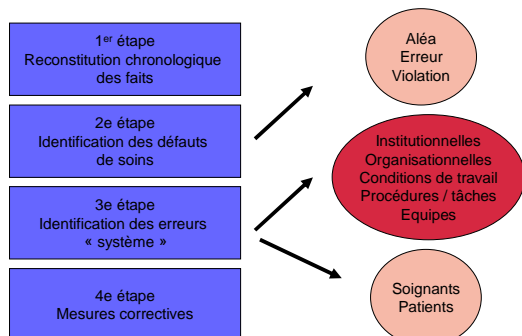 1er étape
Reconstitution chronologique
des faits
2e étape
Identification des défauts
de soins
3e étape
Identification des erreurs
« système »
4e étape
Mesures correctives
Aléa
Erreur
Violation
Institutionnelles
Organisationnelles
Conditions de travail
Procédures / tâches
Equipes
Soignants
Patients